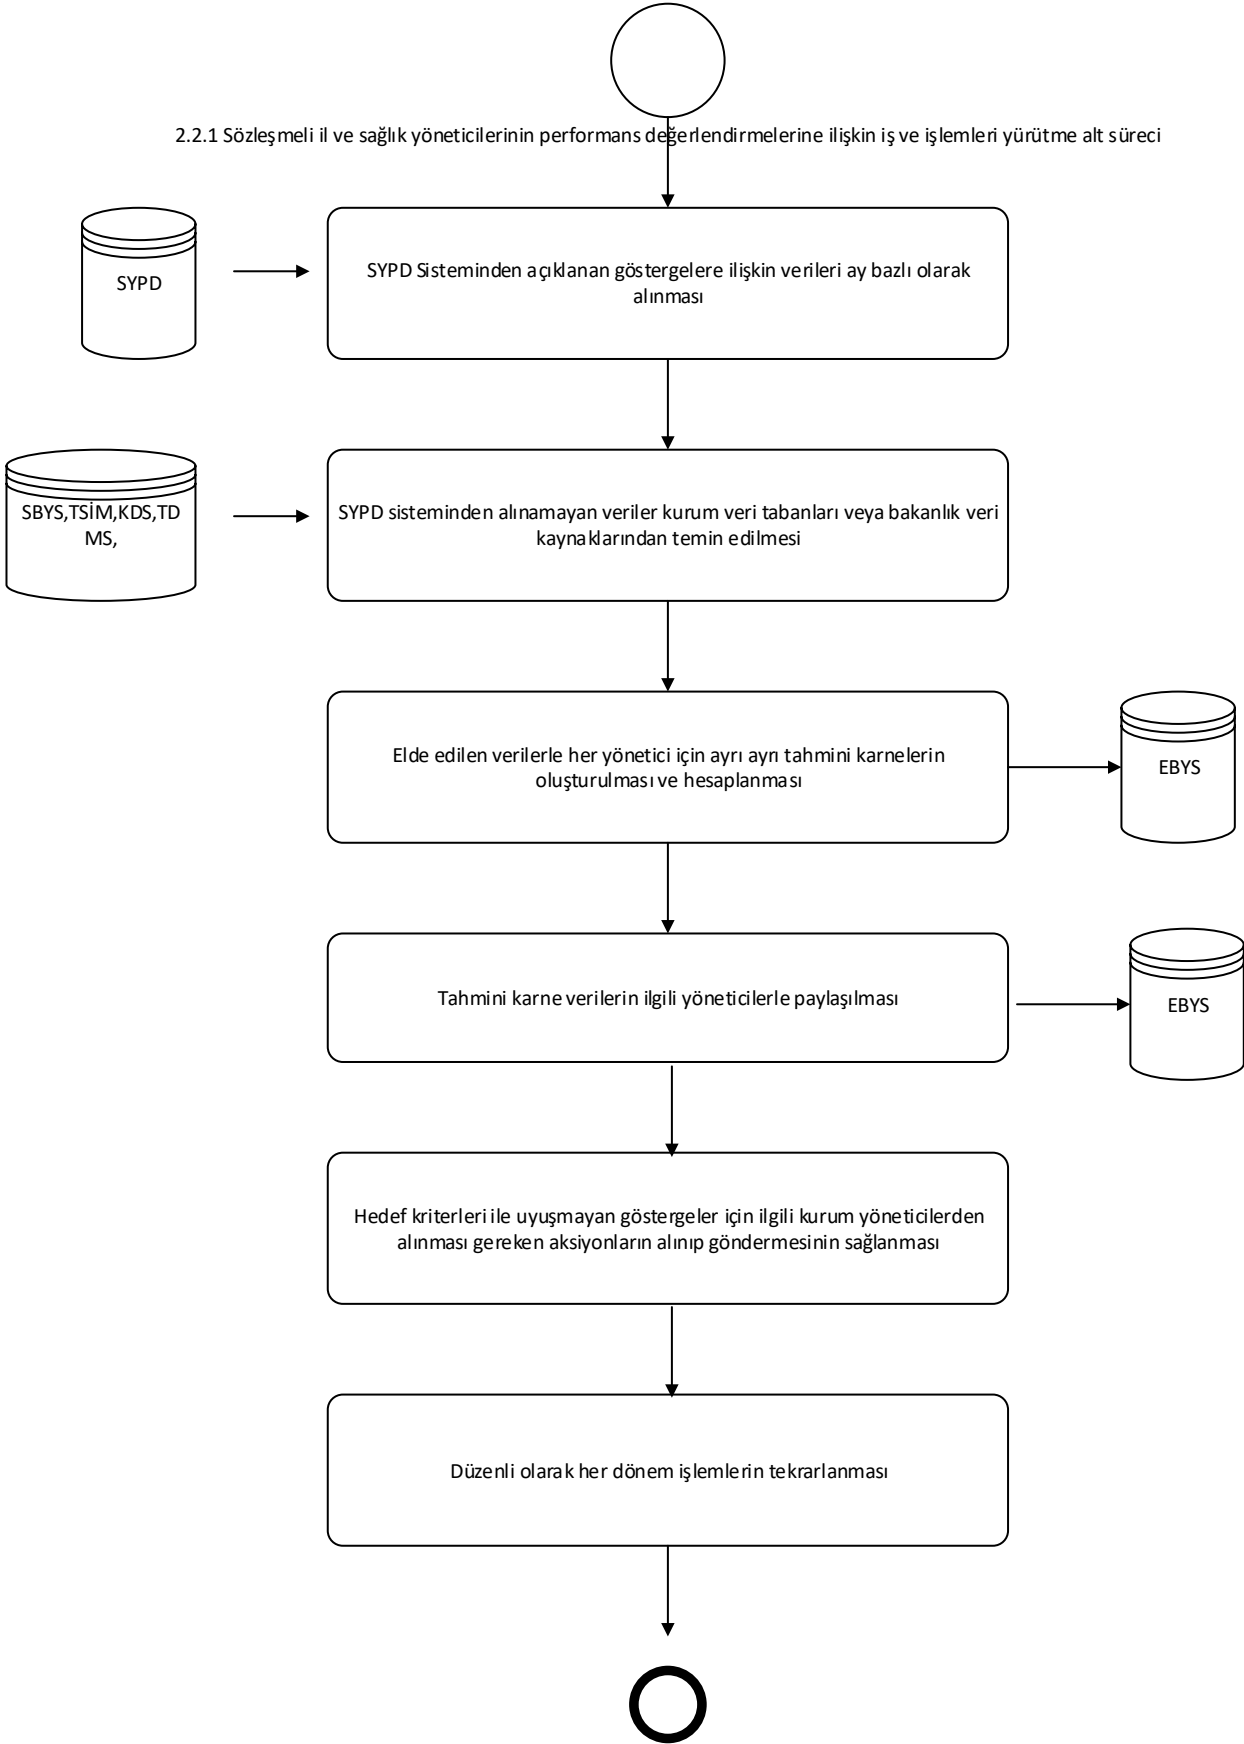 2.2.1 Sözleşmeli il ve sağlık yöneticilerinin performans değerlendirmelerine ilişkin iş ve işlemleri yürütme alt süreci
SYPD
SYPD Sisteminden açıklanan göstergelere ilişkin verileri ay bazlı olarak
alınması
SBYS,TSİM,KDS,TD
MS,
SYPD sisteminden alınamayan veriler kurum veri tabanları veya bakanlık veri
kaynaklarından temin edilmesi
Elde edilen verilerle her yönetici için ayrı ayrı tahmini karnelerin
oluşturulması ve hesaplanması
EBYS
Tahmini karne verilerin ilgili yöneticilerle paylaşılması
EBYS
Hedef kriterleri ile uyuşmayan göstergeler için ilgili kurum yöneticilerden
alınması gereken aksiyonların alınıp göndermesinin sağlanması
Düzenli olarak her dönem işlemlerin tekrarlanması